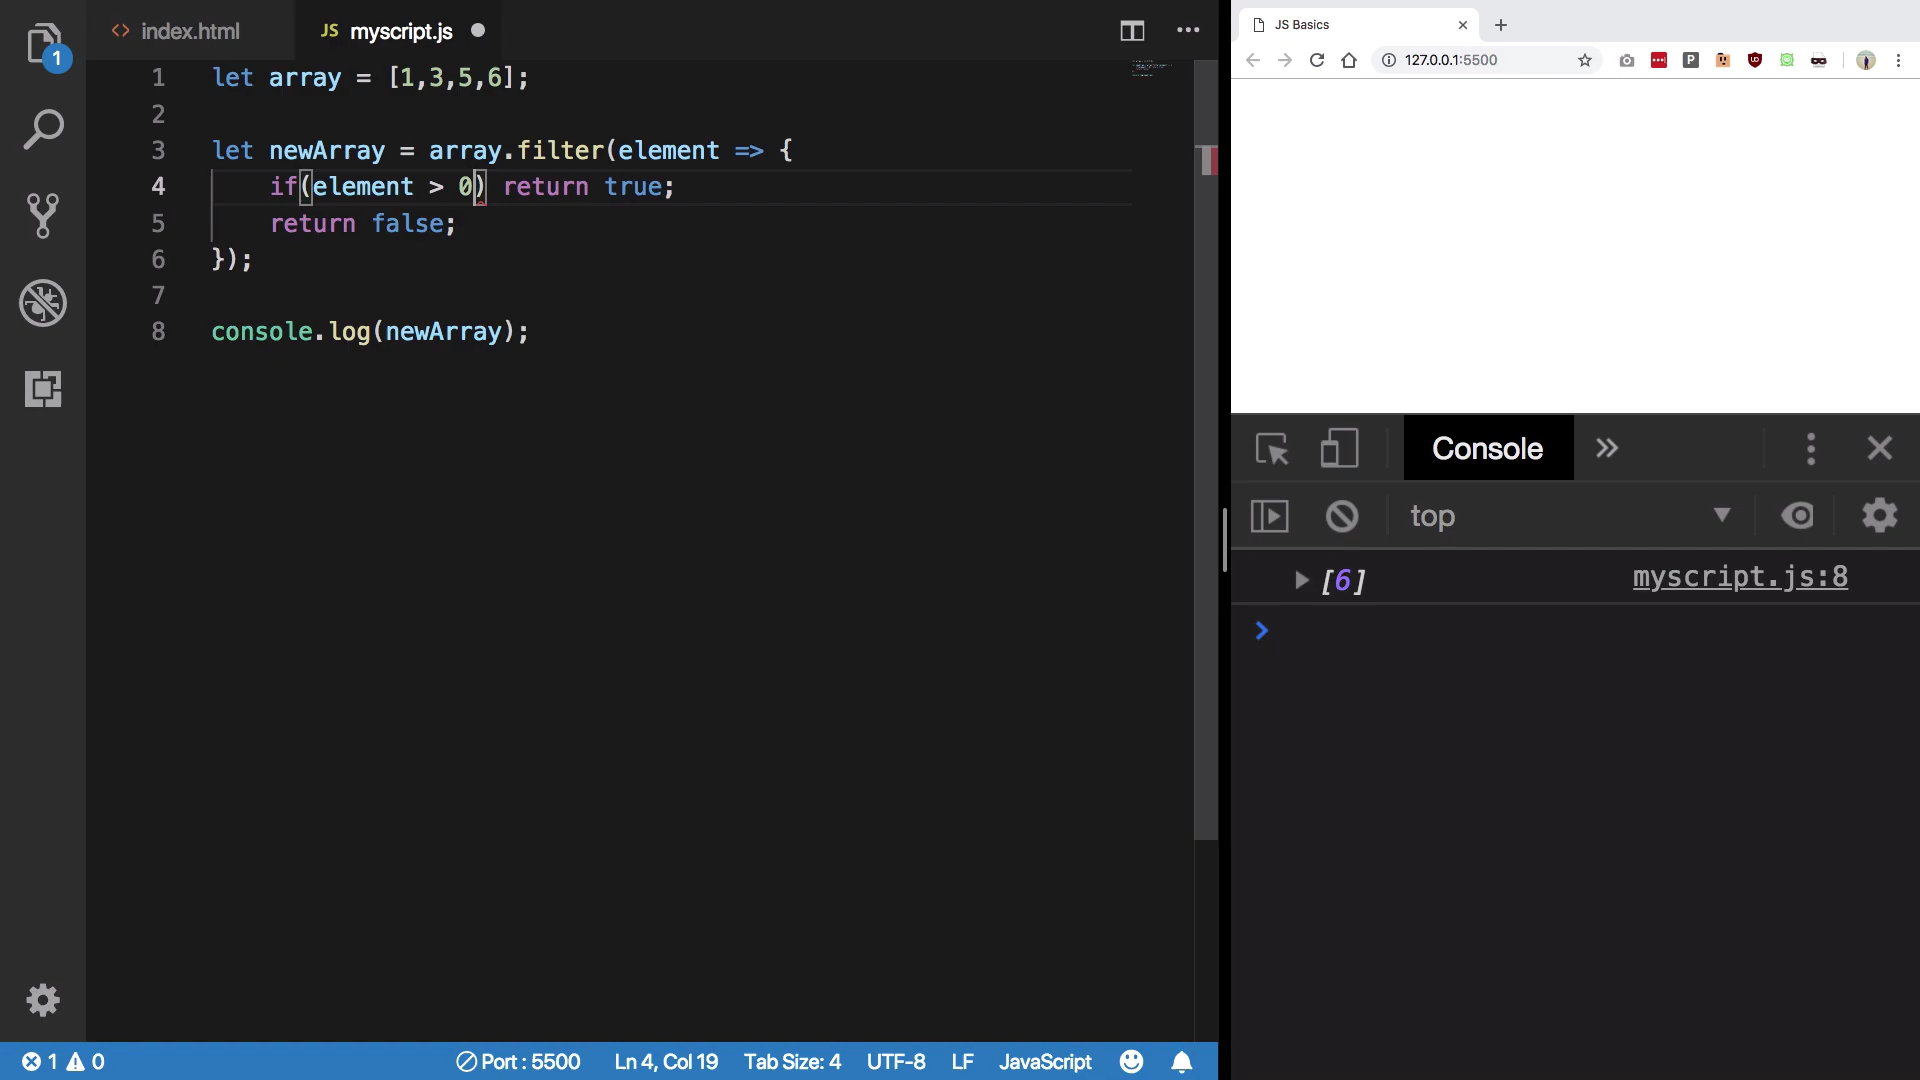 1
index.html
JS myscript.js
1 let array = [1,3,5,6];
2
3 let newArray = array.filter(element => {
4 if(element > 0) return true;
5 return false;
6 });
7
8 console.log(newArray);
1 0
Port : 5500
Ln 4, Col 19
Tab Size: 4
UTF-8
LF
JavaScript
JS Basics
127.0.0.1:5500
P
Console
top
[6]
myscript.js:8